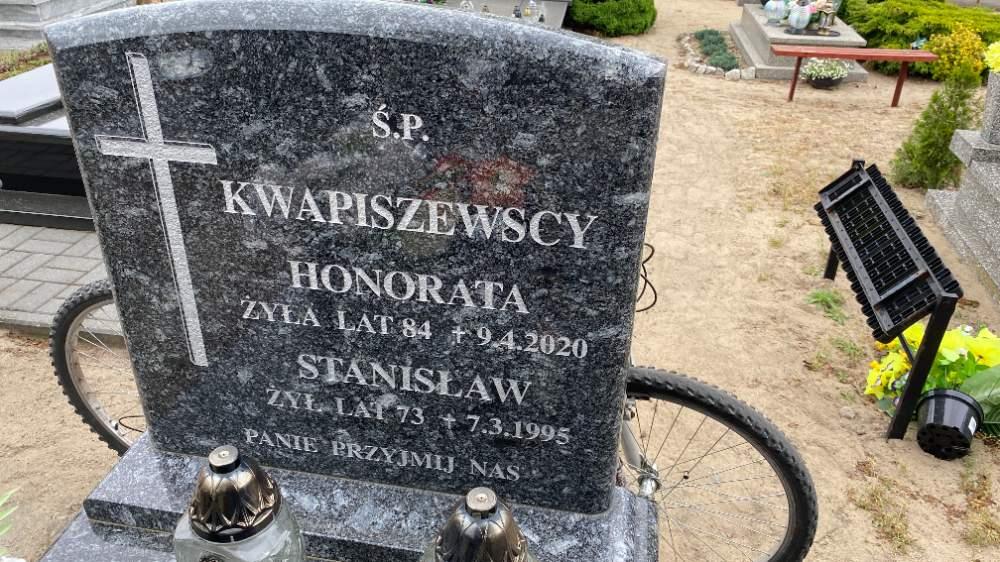 Ś.P.
KWAPISZEWSCY
HONORATA
ŻYŁA LAT 84 + 9.4.2020
STANISŁAW
ŻYŁ LAT 73 + 7.3.1995
PANIE PRZYJMIJ NAS